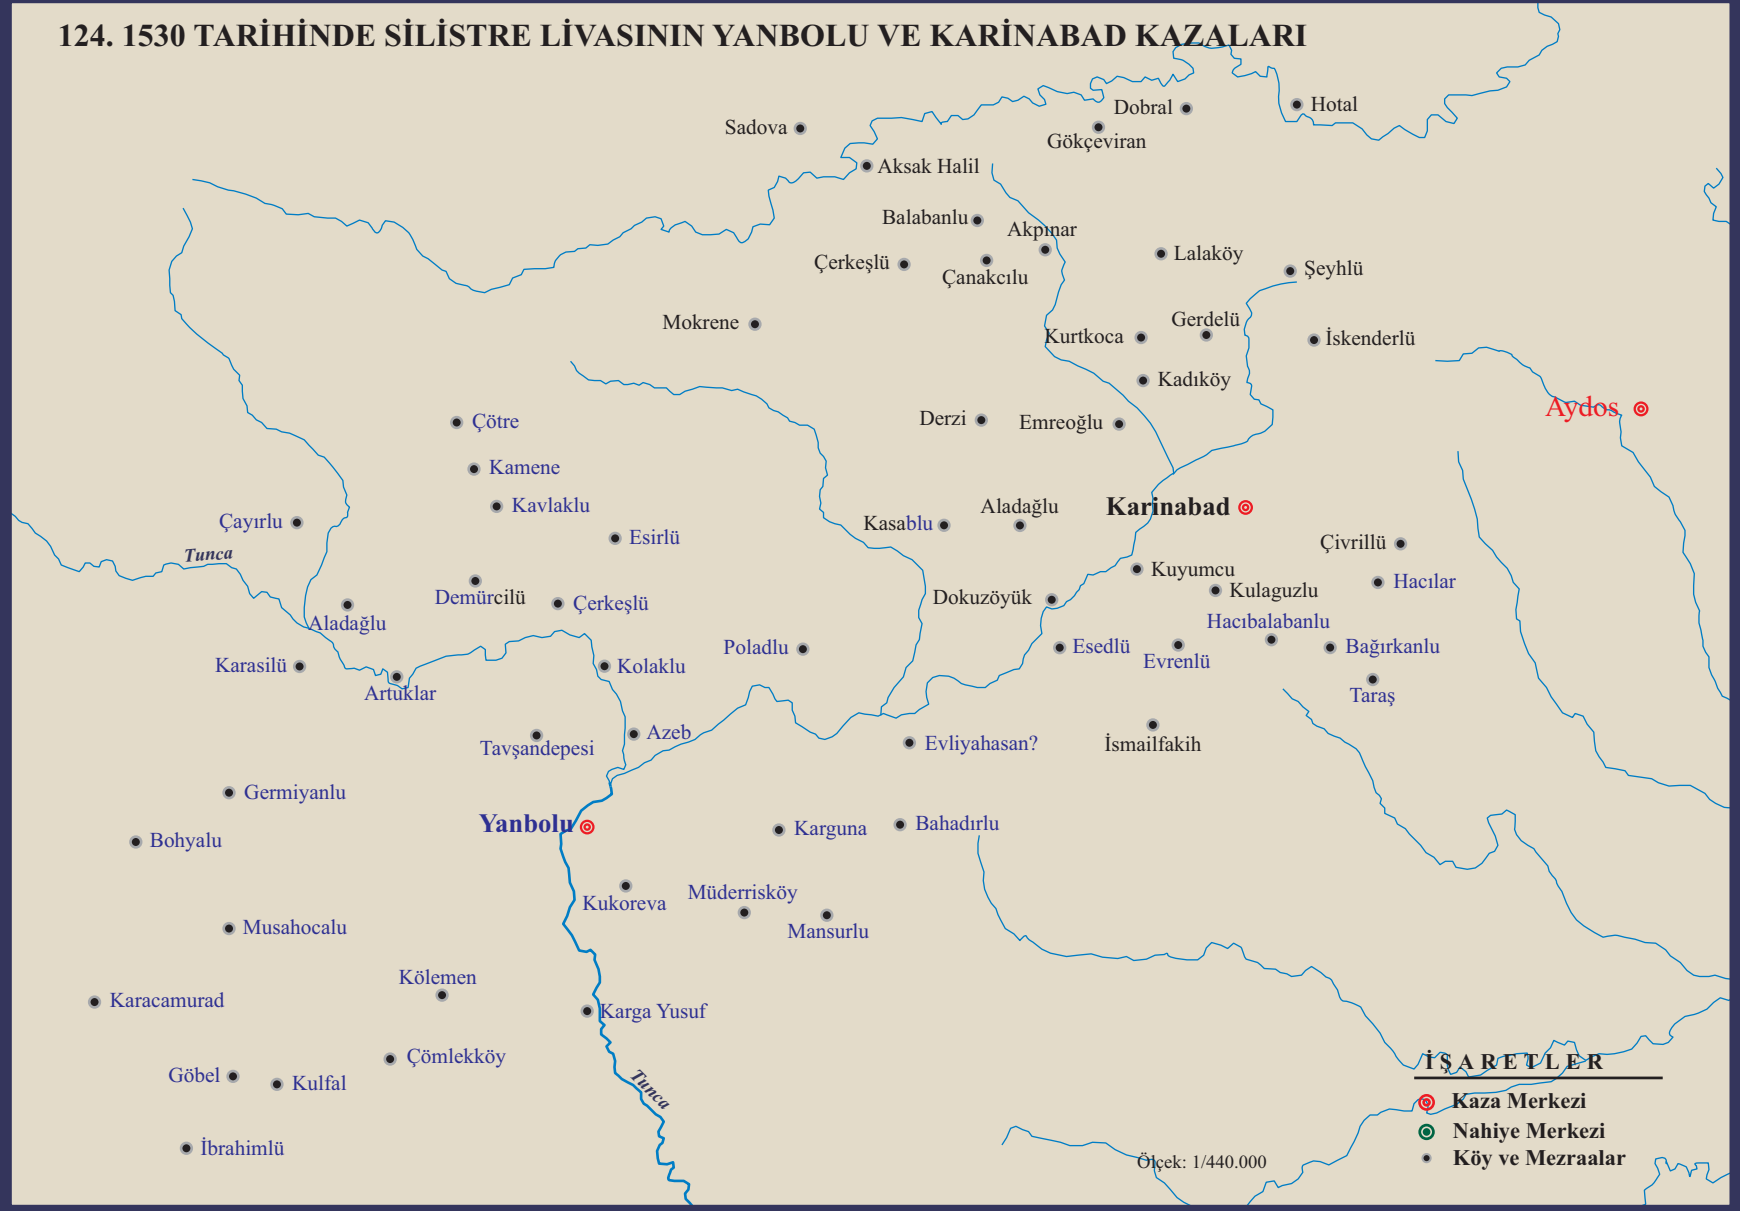 124. 1530 TARİHİNDE SİLİSTRE LİVASININ YANBOLU VE KARİNABAD KAZALARI
Hotal
Dobral
Sadova
Gökçeviran
Aksak Halil
Balabanlu
Akpınar
Lalaköy
Çerkeşlü
Şeyhlü
Çanakcılu
Gerdelü
Mokrene
Kurtkoca
İskenderlü
Kadıköy
Aydos
Derzi
Emreoğlu
Çötre
Kamene
Kavlaklu
Aladağlu
Karinabad
Çayırlu
Kasablu
Esirlü
Çivrillü
Tunca
Kuyumcu
Hacılar
Kulaguzlu
Demürcilü
Çerkeşlü
Dokuzöyük
Aladağlu
Hacıbalabanlu
Poladlu
Esedlü
Bağırkanlu
Evrenlü
Karasilü
Kolaklu
Artuklar
Taraş
Azeb
Tavşandepesi
Evliyahasan?
İsmailfakih
Germiyanlu
Yanbolu
Karguna
Bahadırlu
Bohyalu
Müderrisköy
Kukoreva
Musahocalu
Mansurlu
Kölemen
Karacamurad
Karga Yusuf
Çömlekköy
Göbel
Kulfal
Tunca
İbrahimlü
İŞARETLER
Kaza Merkezi
Nahiye Merkezi
Köy ve Mezraalar
Ölçek: 1/440.000